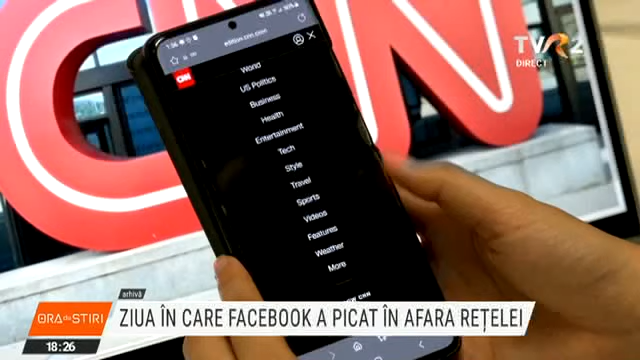 CNN
TVR2
DIRECT
edition.cnn.com
CNN
World
US Politics
Business
Health
Entertainment
Tech
Style
Travel
Sports
Videos
Features
Weather
More
arhivă
ORA de ȘTIRI
ZIUA ÎN CARE FACEBOOK A PICAT ÎN AFARA REȚELEI
18:26